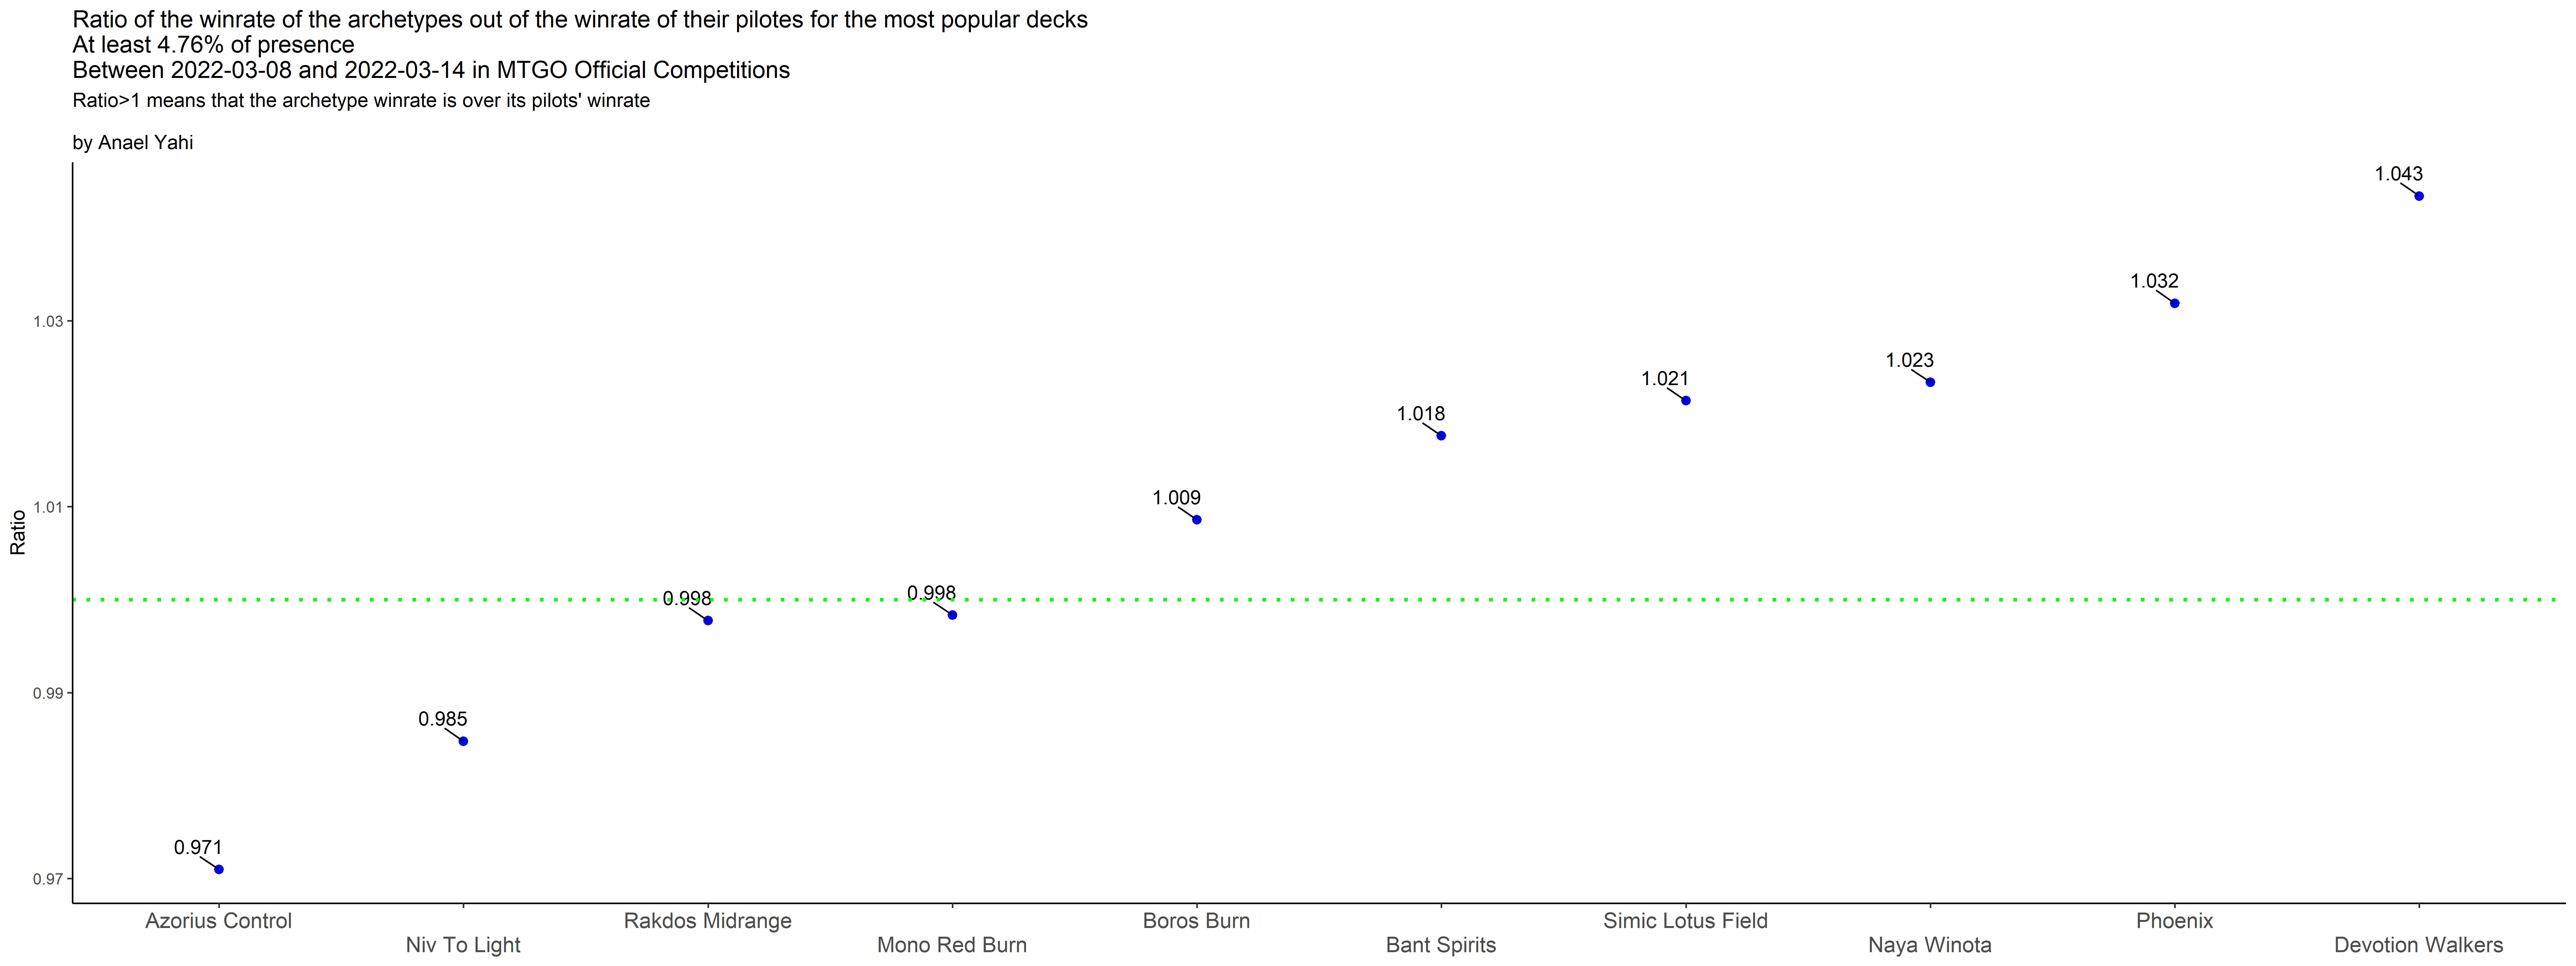 Ratio of the winrate of the archetypes out of the winrate of their pilotes for the most popular decks
At least 4.76% of presence
Between 2022-03-08 and 2022-03-14 in MTGO Official Competitions
Ratio>1 means that the archetype winrate is over its pilots' winrate
by Anael Yahi
1.043
1.032
1.03
1.023
1.021
1.018
1.01
1.009
Ratio
0.998
0.998
0.99
0.985
0.971
0.97
Azorius Control
Niv To Light
Rakdos Midrange
Mono Red Burn
Boros Burn
Bant Spirits
Simic Lotus Field
Naya Winota
Phoenix
Devotion Walkers